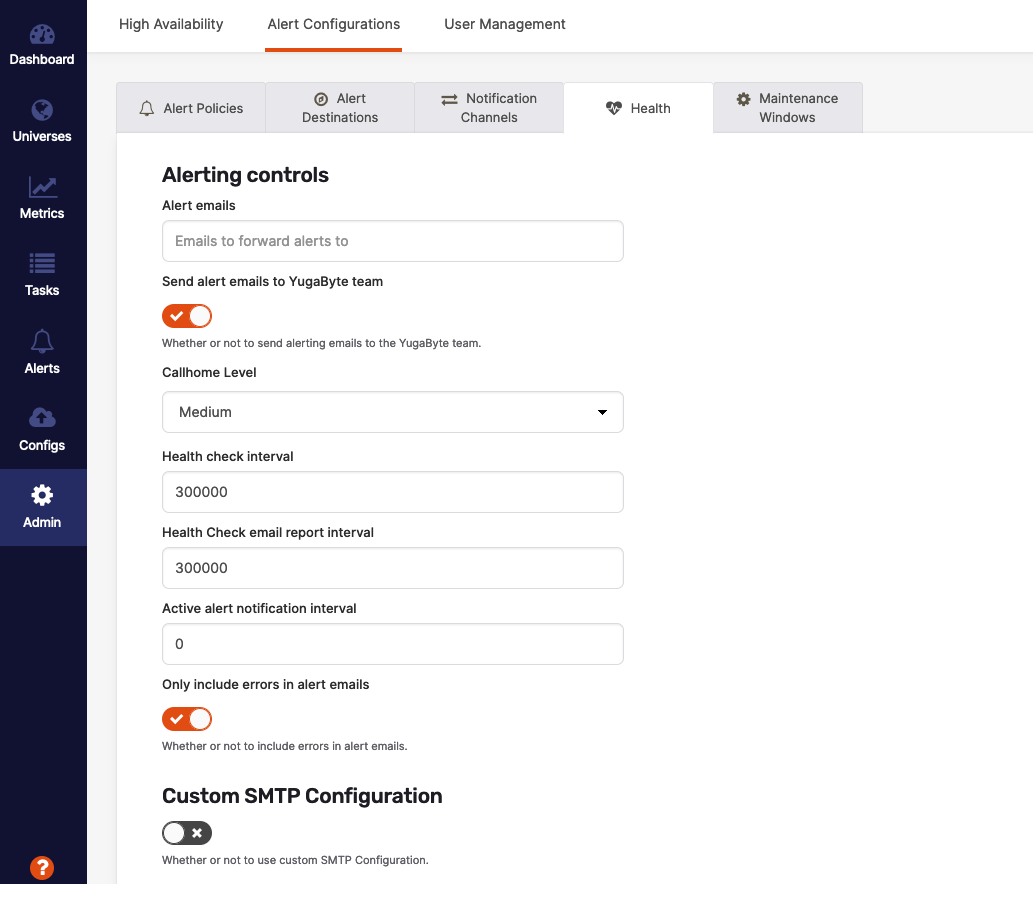 High Availability
Alert Configurations
User Management
Dashboard
Universes
Metrics
Tasks
Alerts
Configs
Admin
?
Alert Policies
Alert
Destinations
Notification
Channels
Health
Maintenance
Windows
Alerting controls
Alert emails
Emails to forward alerts to
Send alert emails to YugaByte team
Whether or not to send alerting emails to the YugaByte team.
Callhome Level
Medium
Health check interval
300000
Health Check email report interval
300000
Active alert notification interval
0
Only include errors in alert emails
Whether or not to include errors in alert emails.
Custom SMTP Configuration
Whether or not to use custom SMTP Configuration.